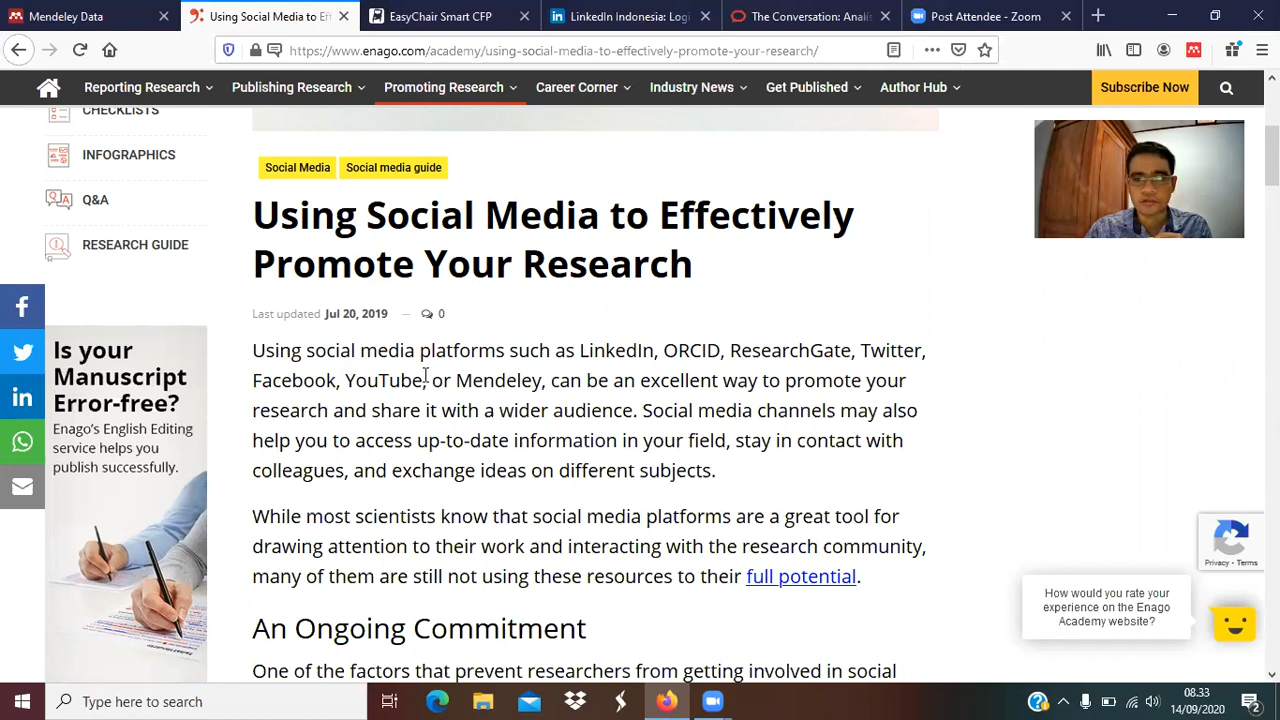 Mendeley Data
Using Social Media to Ef
EasyChair Smart CFP
LinkedIn Indonesia: Log
The Conversation: Anali
Post Attendee - Zoom
https://www.enago.com/academy/using-social-media-to-effectively-promote-your-research/
Reporting Research
Publishing Research
Promoting Research
Career Corner
Industry News
Get Published
Author Hub
Subscribe Now
CHECKLISTS
INFOGRAPHICS
Q&A
RESEARCH GUIDE
Social Media
Social media guide
Using Social Media to Effectively
Promote Your Research
Last updated Jul 20, 2019 — 0
Using social media platforms such as LinkedIn, ORCID, ResearchGate, Twitter,
Facebook, YouTube, or Mendeley, can be an excellent way to promote your
research and share it with a wider audience. Social media channels may also
help you to access up-to-date information in your field, stay in contact with
colleagues, and exchange ideas on different subjects.
While most scientists know that social media platforms are a great tool for
drawing attention to their work and interacting with the research community,
many of them are still not using these resources to their full potential.
An Ongoing Commitment
One of the factors that prevent researchers from getting involved in social
Is your
Manuscript
Error-free?
Enago's English Editing
service helps you
publish successfully.
Privacy - Terms
How would you rate your
experience on the Enago
Academy website?
Type here to search
08.33
14/09/2020
2